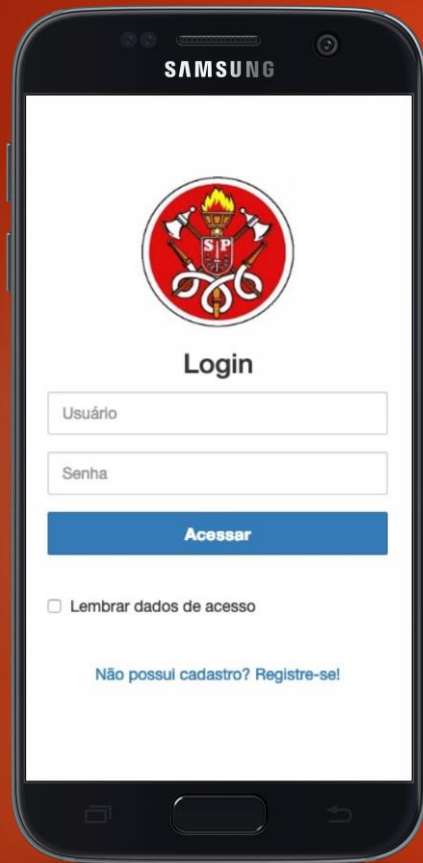 SAMSUNG
S P
Login
Usuário
Senha
Acessar
Lembrar dados de acesso
Não possui cadastro? Registre-se!